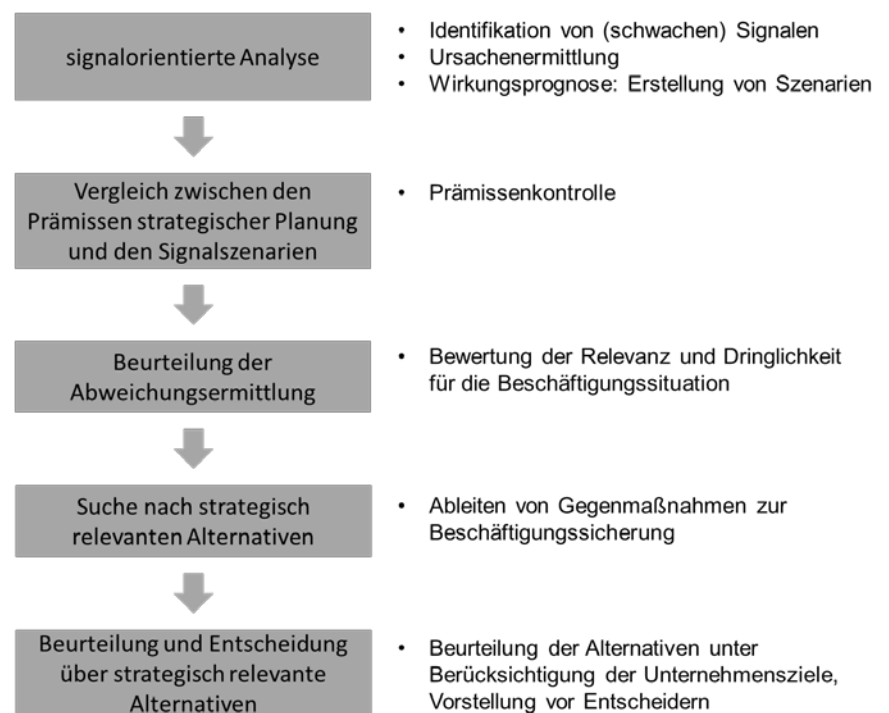 signalorientierte Analyse
• Identifikation von (schwachen) Signalen
• Ursachenermittlung
• Wirkungsprognose: Erstellung von Szenarien
Vergleich zwischen den
Prämissen strategischer Planung
und den Signalszenarien
• Prämissenkontrolle
Beurteilung der
Abweichungsermittlung
• Bewertung der Relevanz und Dringlichkeit
für die Beschäftigungssituation
Suche nach strategisch
relevanten Alternativen
• Ableiten von Gegenmaßnahmen zur
Beschäftigungssicherung
Beurteilung und Entscheidung
über strategisch relevante
Alternativen
• Beurteilung der Alternativen unter
Berücksichtigung der Unternehmensziele,
Vorstellung vor Entscheidern